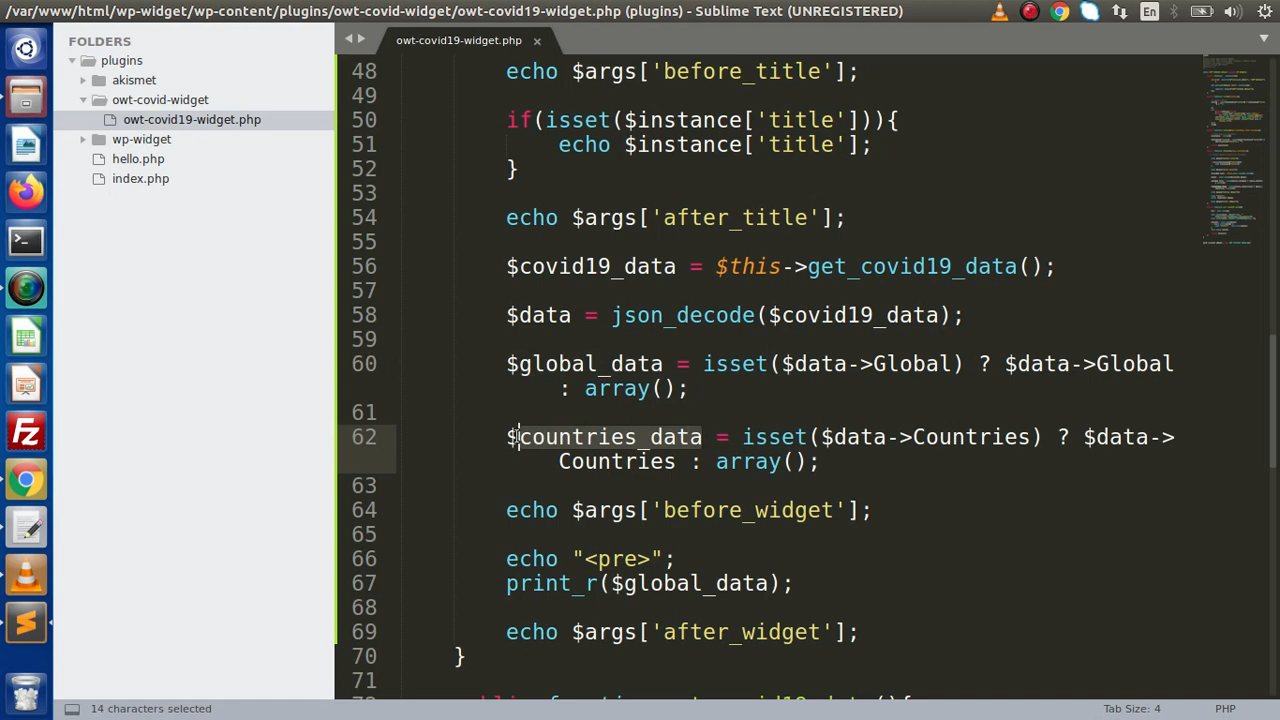 /var/www/html/wp-widget/wp-content/plugins/owt-covid-widget/owt-covid19-widget.php (plugins) - Sublime Text (UNREGISTERED)
En
FOLDERS
plugins
akismet
owt-covid-widget
owt-covid19-widget.php
wp-widget
hello.php
index.php
owt-covid19-widget.php ×
48 echo $args['before_title'];
49
50 if(isset($instance['title'])){
51 echo $instance['title'];
52 }
53
54 echo $args['after_title'];
55
56 $covid19_data = $this->get_covid19_data();
57
58 $data = json_decode($covid19_data);
59
60 $global_data = isset($data->Global) ? $data->Global
: array();
61
62 $countries_data = isset($data->Countries) ? $data->
Countries : array();
63
64 echo $args['before_widget'];
65
66 echo "<pre>";
67 print_r($global_data);
68
69 echo $args['after_widget'];
70 }
71
14 characters selected
Tab Size: 4
PHP